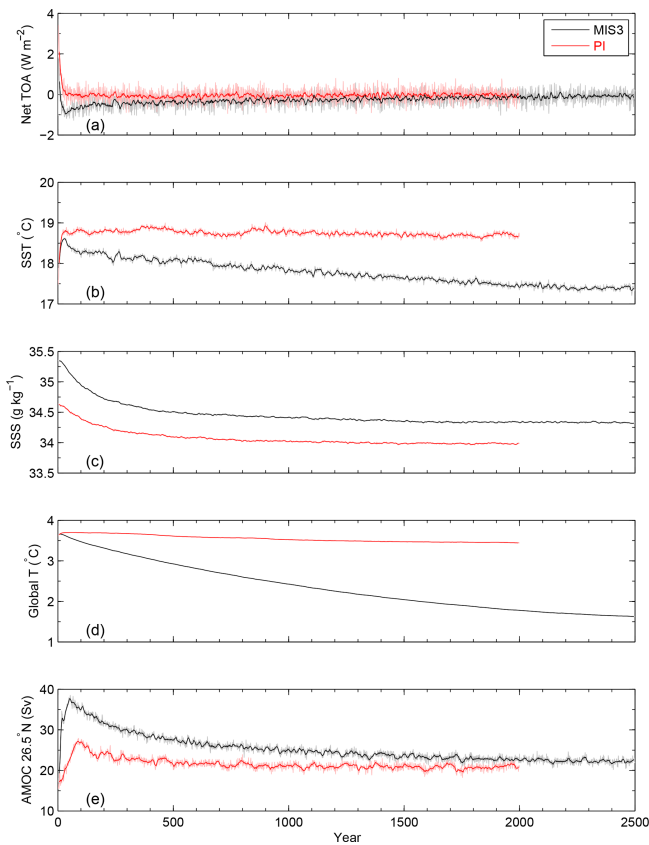 4
2
0
−2
Net TOA (W m−2)
(a)
MIS3
PI
20
19
18
17
SST (°C)
(b)
35.5
35
34.5
34
33.5
SSS (g kg−1)
(c)
4
3
2
1
Global T (°C)
(d)
40
30
20
10
AMOC 26.5°N (Sv)
(e)
0 500 1000 1500 2000 2500
Year